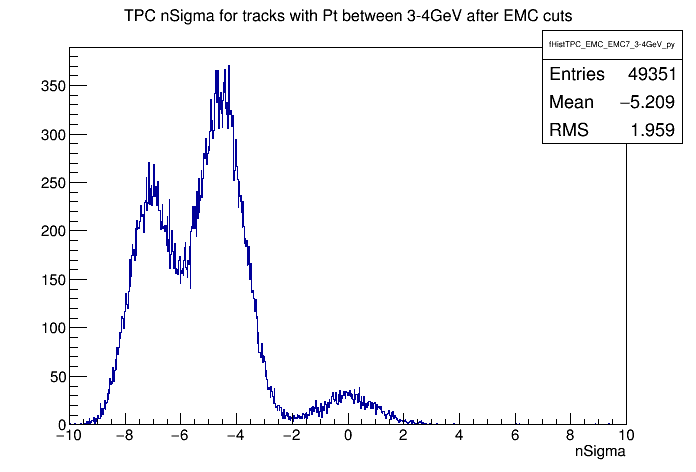 TPC nSigma for tracks with Pt between 3-4GeV after EMC cuts
fHistTPC_EMC_EMC7_3-4GeV_py
Entries 49351
Mean −5.209
RMS 1.959
350
300
250
200
150
100
50
0
−10 −8 −6 −4 −2 0 2 4 6 8 10
nSigma